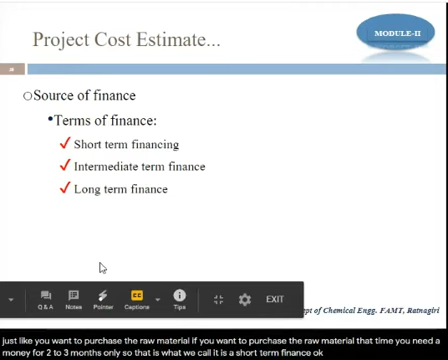 Project Cost Estimate...
MODULE-II
Source of finance
•Terms of finance:
✓ Short term financing
✓ Intermediate term finance
✓ Long term finance
Q & A
Notes
Pointer
CC
Captions
Tips
EXIT
pt of Chemical Engg. FAMT, Ratnagiri
just like you want to purchase the raw material if you want to purchase the raw material that time you need a
money for 2 to 3 months only so that is what we call it is a short term finance ok